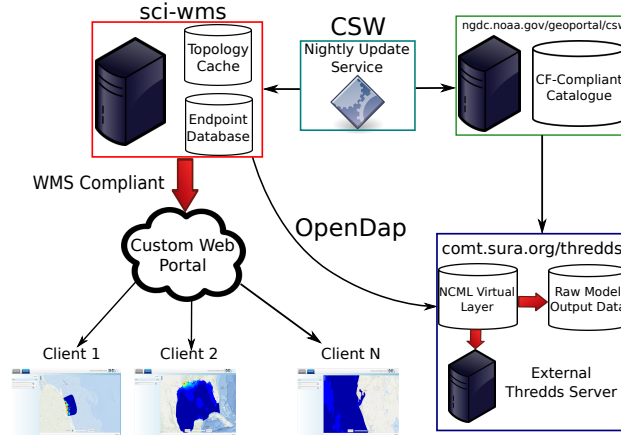 sci-wms
CSW
ngdc.noaa.gov/geoportal/csw
Topology
Cache
Nightly Update
Service
CF-Compliant
Catalogue
Endpoint
Database
WMS Compliant
OpenDap
Custom Web
Portal
comt.sura.org/thredds
NCML Virtual
Layer
Raw Model
Output Data
External
Thredds Server
Client 1
Client 2
Client N